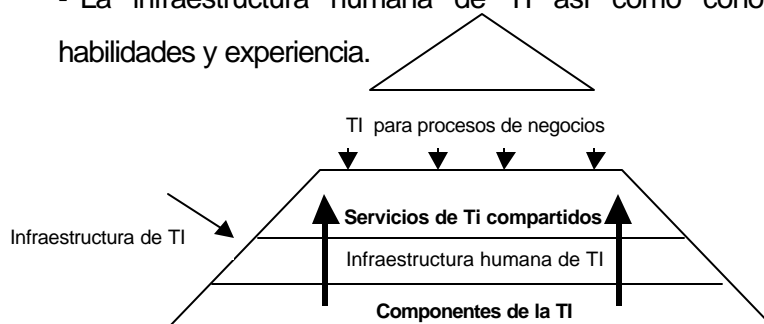 - La infraestructura humana de TI así como cono
habilidades y experiencia.
TI para procesos de negocios
Servicios de Ti compartidos
Infraestructura de TI
Infraestructura humana de TI
Componentes de la TI